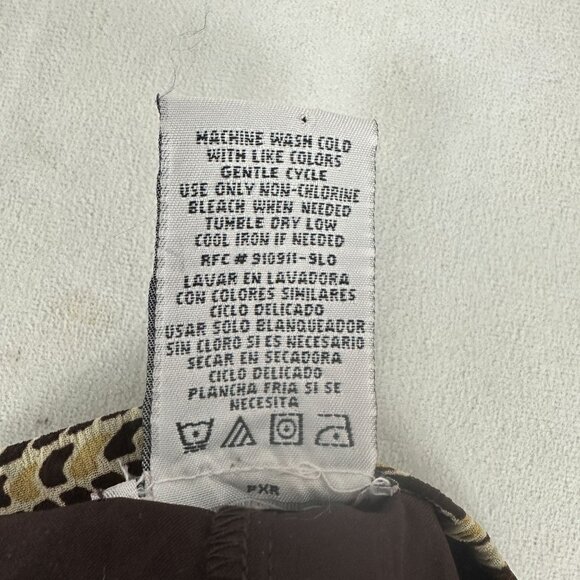 MACHINE WASH COLD
WITH LIKE COLORS
GENTLE CYCLE
USE ONLY NON-CHLORINE
BLEACH WHEN NEEDED
TUMBLE DRY LOW
COOL IRON IF NEEDED
RFC # 910911-SL0
LAVAR EN LAVADORA
CON COLORES SIMILARES
CICLO DELICADO
USAR SOLO BLANQUEADOR
SIN CLORO SI ES NECESARIO
SECAR EN SECADORA
CICLO DELICADO
PLANCHA FRIA SI SE
NECESITA
PXR